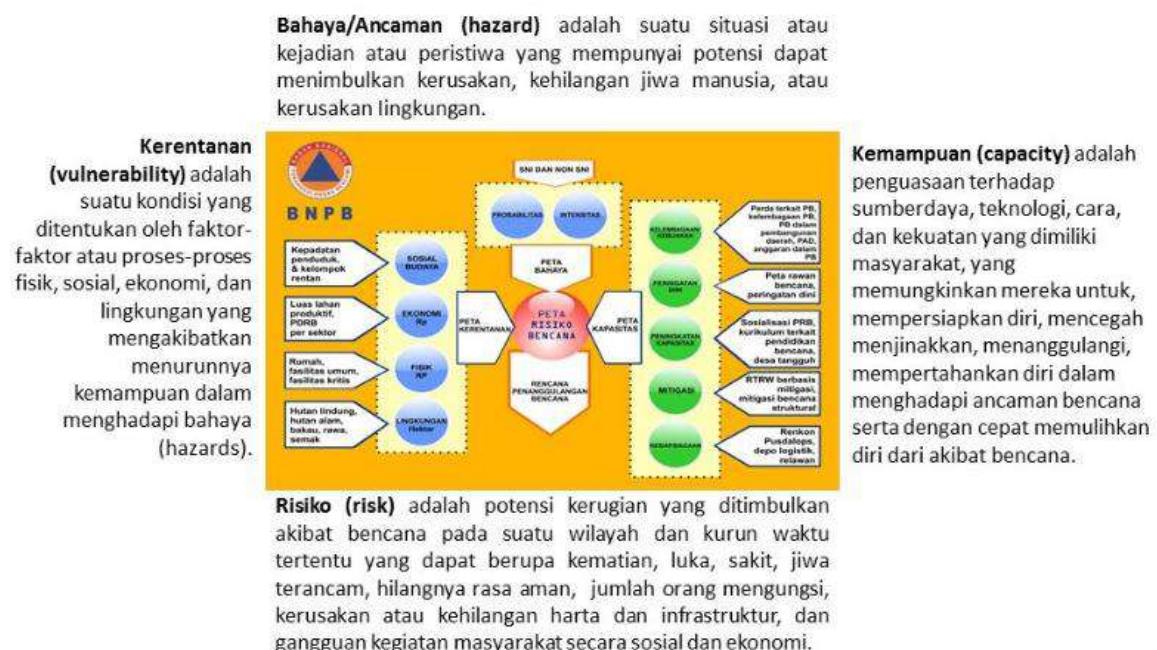 Bahaya/Ancaman (hazard) adalah suatu situasi atau
kejadian atau peristiwa yang mempunyai potensi dapat
menimbulkan kerusakan, kehilangan jiwa manusia, atau
kerusakan lingkungan.
Kerentanan
(vulnerability) adalah
suatu kondisi yang
ditentukan oleh faktor-
faktor atau proses-proses
fisik, sosial, ekonomi, dan
lingkungan yang
mengakibatkan
menurunnya
kemampuan dalam
menghadapi bahaya
(hazards).
BNPB
Kepadatan
penduduk,
& kelompok
rentan
Luas lahan
produktif,
PDRB
per sektor
Rumah,
fasilitas umum,
fasilitas kritis
Hutan lindung,
hutan alam,
bakau, rawa,
semak
SOSIAL
BUDAYA
EKONOMI
Rp
FISIK
RP
LINGKUNGAN
Hektar
PETA
KERENTANAN
SNI DAN NON SNI
PROBABILITAS
INTENSITAS
PETA
BAHAYA
PETA
RISIKO
BENCANA
RENCANA
PENANGGULANGAN
BENCANA
PETA
KAPASITAS
KELEMBAGAAN
KEBIJAKAN
PERINGATAN
DINI
PENINGKATAN
KAPASITAS
MITIGASI
KESIAPSIAGAAN
Perda terkait PB,
kelembagaan PB,
PB dalam
pembangunan
daerah, PAD,
anggaran dalam
PB
Peta rawan
bencana,
peringatan dini
Sosialisasi PRB,
kurikulum terkait
pendidikan
bencana,
desa tangguh
RTRW berbasis
mitigasi,
mitigasi bencana
struktural
Renkon
Pusdalops,
depo logistik,
relawan
Kemampuan (capacity) adalah
penguasaan terhadap
sumberdaya, teknologi, cara,
dan kekuatan yang dimiliki
masyarakat, yang
memungkinkan mereka untuk,
mempersiapkan diri, mencegah
menjinakkan, menanggulangi,
mempertahankan diri dalam
menghadapi ancaman bencana
serta dengan cepat memulihkan
diri dari akibat bencana.
Risiko (risk) adalah potensi kerugian yang ditimbulkan
akibat bencana pada suatu wilayah dan kurun waktu
tertentu yang dapat berupa kematian, luka, sakit, jiwa
terancam, hilangnya rasa aman, jumlah orang mengungsi,
kerusakan atau kehilangan harta dan infrastruktur, dan
gangguan kegiatan masyarakat secara sosial dan ekonomi.